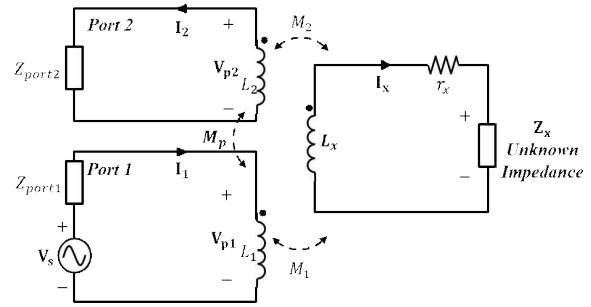 Port 2
I2
+
M2
Zport2
Vp2
L2
−
Ix
rx
Mp
Lx
+
Zx
Unknown
Impedance
−
Port 1
I1
Zport1
+
+
Vs
Vp1
L1
M1
−
−